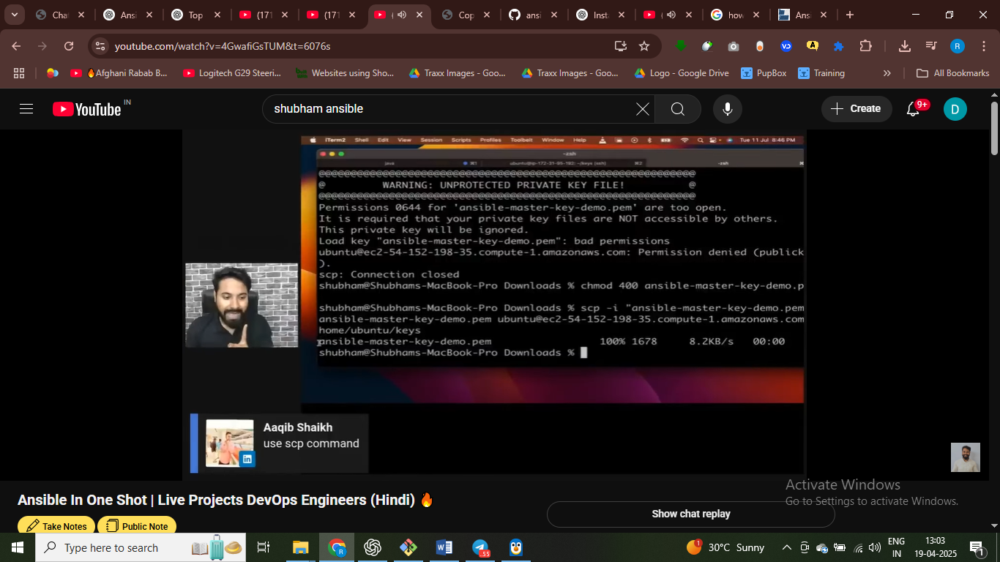 Chat
Ansi
Top
(171
(171
(
Cop
ansi
Inst
(
how
Ans
youtube.com/watch?v=4GwafiGsTUM&t=6076s
🔥Afghani Rabab B...
Logitech G29 Steeri...
Websites using Sho...
Traxx Images - Goo...
Traxx Images - Goo...
Logo - Google Drive
PupBox
Training
All Bookmarks
YouTube IN
shubham ansible
Create
9+
D
iTerm2 Shell Edit View Session Scripts Profiles Toolbelt Window Help Tue 11 Jul 8:46 PM
-zsh
java ⌘1 ubuntu@ip-172-31-95-192: ~/keys (ssh) ⌘2 -zsh
@@@@@@@@@@@@@@@@@@@@@@@@@@@@@@@@@@@@@@@@@@@@@@@@@@@@@@@@@@@
@ WARNING: UNPROTECTED PRIVATE KEY FILE! @
@@@@@@@@@@@@@@@@@@@@@@@@@@@@@@@@@@@@@@@@@@@@@@@@@@@@@@@@@@@
Permissions 0644 for 'ansible-master-key-demo.pem' are too open.
It is required that your private key files are NOT accessible by others.
This private key will be ignored.
Load key "ansible-master-key-demo.pem": bad permissions
ubuntu@ec2-54-152-198-35.compute-1.amazonaws.com: Permission denied (publick
).
scp: Connection closed
shubham@Shubhams-MacBook-Pro Downloads % chmod 400 ansible-master-key-demo.p
shubham@Shubhams-MacBook-Pro Downloads % scp -i "ansible-master-key-demo.pem
ansible-master-key-demo.pem ubuntu@ec2-54-152-198-35.compute-1.amazonaws.com
home/ubuntu/keys
ansible-master-key-demo.pem 100% 1678 8.2KB/s 00:00
shubham@Shubhams-MacBook-Pro Downloads %
Aaqib Shaikh
use scp command
in
Activate Windows
Go to Settings to activate Windows.
Ansible In One Shot | Live Projects DevOps Engineers (Hindi) 🔥
Show chat replay
Take Notes
Public Note
Type here to search
.55
30°C Sunny
ENG
IN
13:03
19-04-2025
1